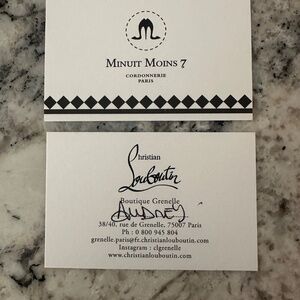 MINUIT MOINS 7
CORDONNERIE
PARIS
Christian
Louboutin
Boutique Grenelle
AUDREY
38/40, rue de Grenelle, 75007 Paris
Ph : 0 800 945 804
grenelle.paris@fr.christianlouboutin.com
Instagram : clgrenelle
www.christianlouboutin.com